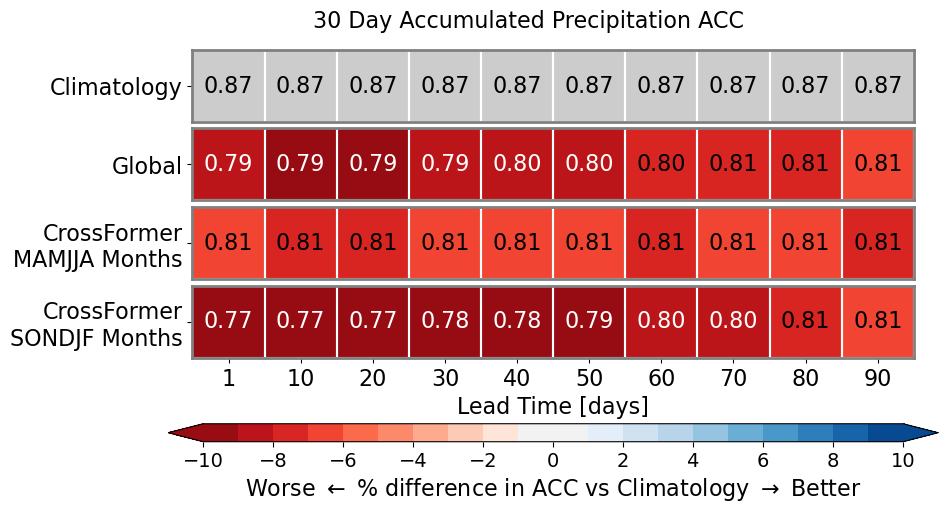 30 Day Accumulated Precipitation ACC
Climatology 0.87 0.87 0.87 0.87 0.87 0.87 0.87 0.87 0.87 0.87
Global 0.79 0.79 0.79 0.79 0.80 0.80 0.80 0.81 0.81 0.81
CrossFormer
MAMJJA Months 0.81 0.81 0.81 0.81 0.81 0.81 0.81 0.81 0.81 0.81
CrossFormer
SONDJF Months 0.77 0.77 0.77 0.78 0.78 0.79 0.80 0.80 0.81 0.81
1 10 20 30 40 50 60 70 80 90
Lead Time [days]
−10 −8 −6 −4 −2 0 2 4 6 8 10
Worse ← % difference in ACC vs Climatology → Better